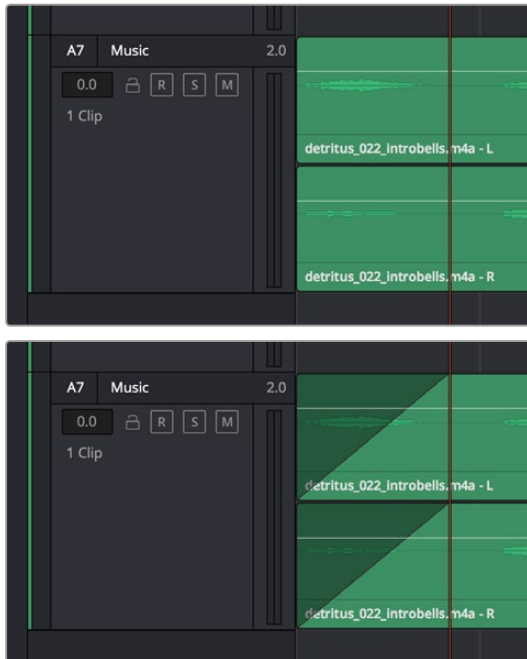 A7 Music 2.0
0.0 R S M
1 Clip
detritus_022_introbells.m4a - L
detritus_022_introbells.m4a - R
A7 Music 2.0
0.0 R S M
1 Clip
detritus_022_introbells.m4a - L
detritus_022_introbells.m4a - R